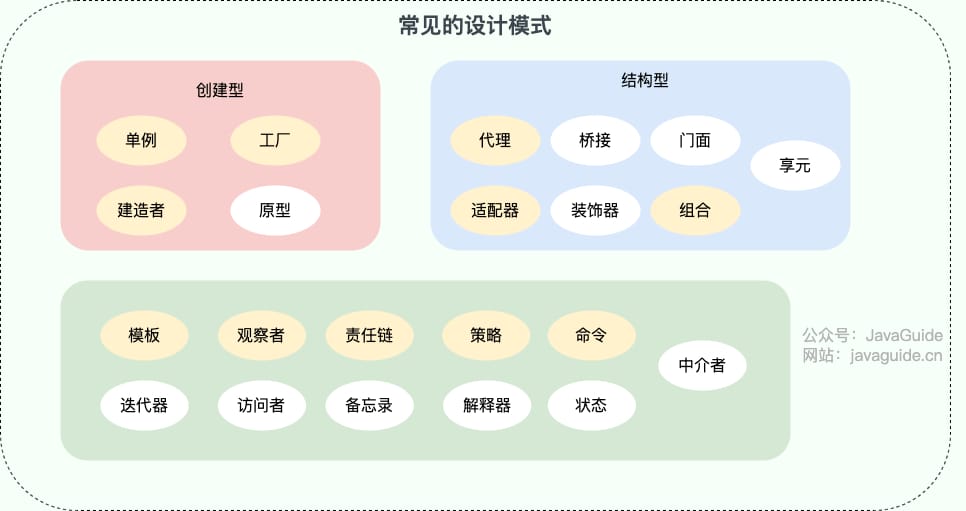 常见的设计模式
创建型
单例
工厂
建造者
原型
结构型
代理
桥接
门面
享元
适配器
装饰器
组合
模板
观察者
责任链
策略
命令
中介者
迭代器
访问者
备忘录
解释器
状态
公众号：JavaGuide
网站：javaguide.cn